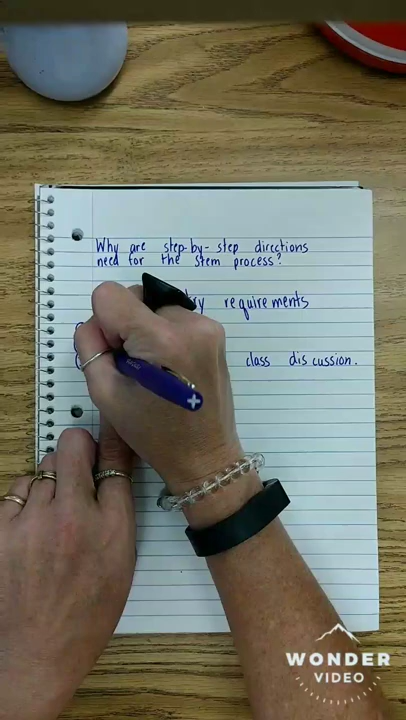 Why are step-by-step directions
need for the stem process?
requirements
class discussion.
WONDER
VIDEO